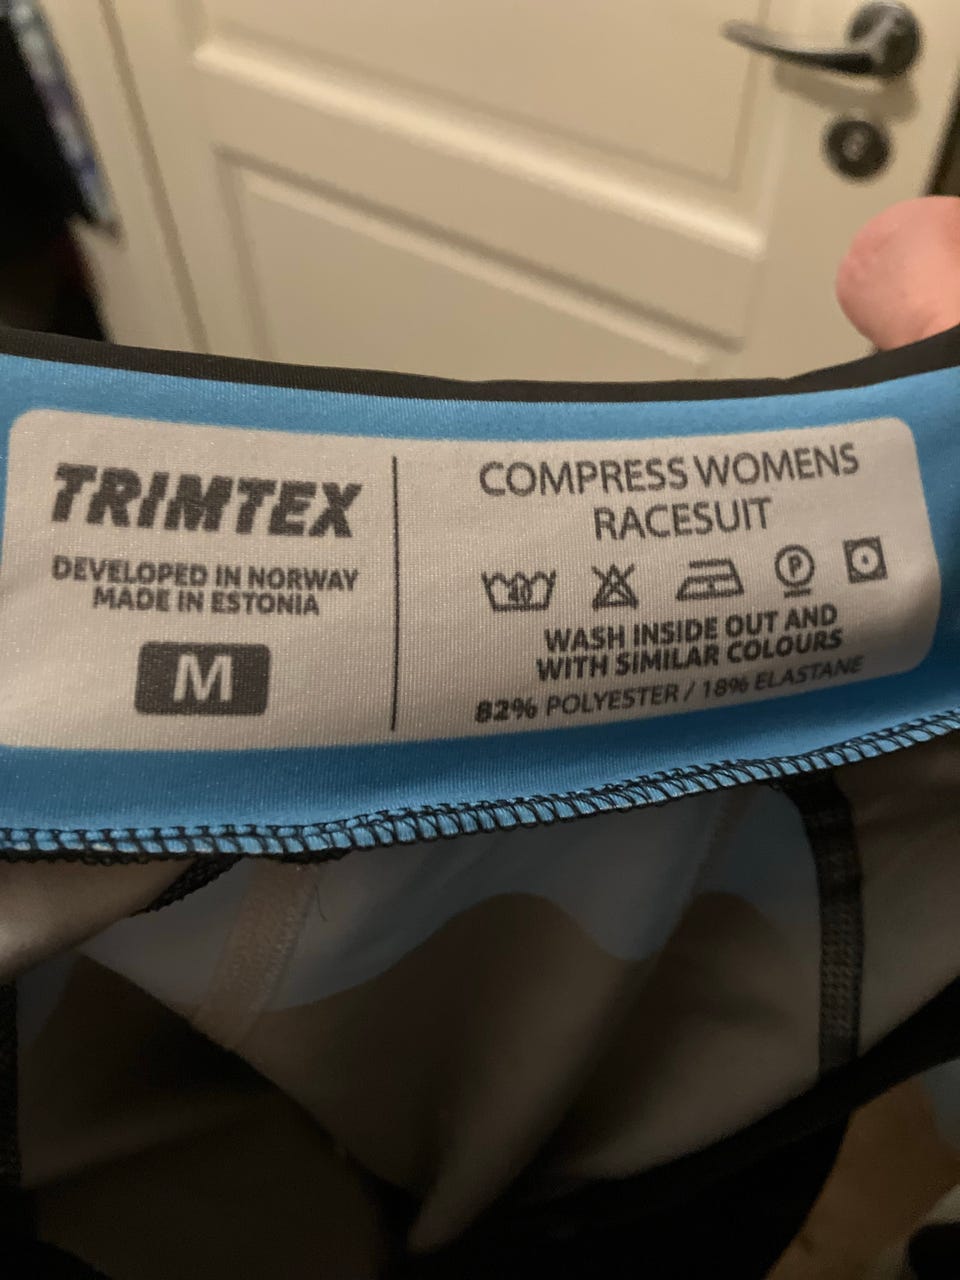 TRIMTEX
DEVELOPED IN NORWAY
MADE IN ESTONIA
M
COMPRESS WOMENS
RACESUIT
40
P
WASH INSIDE OUT AND
WITH SIMILAR COLOURS
82% POLYESTER / 18% ELASTANE